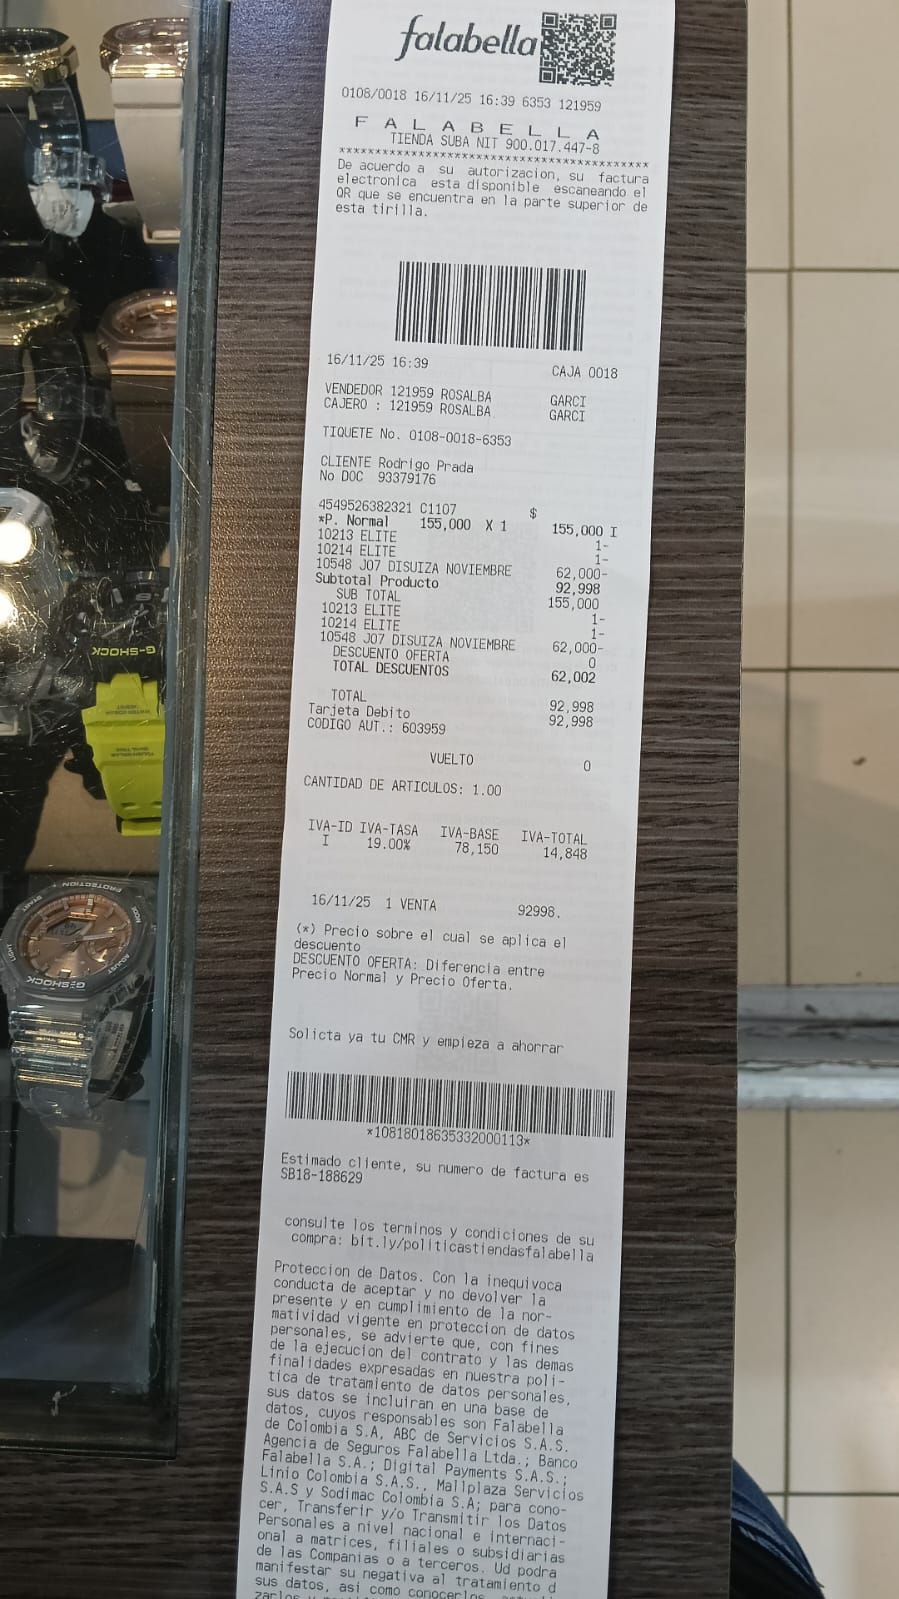 falabella
0108/0018 16/11/25 16:39 6353 121959
F A L A B E L L A
TIENDA SUBA NIT 900.017.447-8
********************************************
De acuerdo a su autorizacion, su factura
electronica esta disponible escaneando el
QR que se encuentra en la parte superior de
esta tirilla.
16/11/25 16:39 CAJA 0018
VENDEDOR 121959 ROSALBA GARCI
CAJERO : 121959 ROSALBA GARCI
TIQUETE No. 0108-0018-6353
CLIENTE Rodrigo Prada
No DOC 93379176
4549526382321 C1107 $
*P. Normal 155,000 X 1 155,000 I
10213 ELITE 1-
10214 ELITE 1-
10548 J07 DISUIZA NOVIEMBRE 62,000-
Subtotal Producto 92,998
SUB TOTAL 155,000
10213 ELITE 1-
10214 ELITE 1-
10548 J07 DISUIZA NOVIEMBRE 62,000-
DESCUENTO OFERTA 0
TOTAL DESCUENTOS 62,002
TOTAL 92,998
Tarjeta Debito 92,998
CODIGO AUT.: 603959
VUELTO 0
CANTIDAD DE ARTICULOS: 1.00
IVA-ID IVA-TASA IVA-BASE IVA-TOTAL
I 19.00% 78,150 14,848
16/11/25 1 VENTA 92998.
(*) Precio sobre el cual se aplica el
descuento
DESCUENTO OFERTA: Diferencia entre
Precio Normal y Precio Oferta.
Solicta ya tu CMR y empieza a ahorrar
*10818018635332000113*
Estimado cliente, su numero de factura es
SB18-188629
consulte los terminos y condiciones de su
compra: bit.ly/politicastiendasfalabella
Proteccion de Datos. Con la inequivoca
conducta de aceptar y no devolver la
presente y en cumplimiento de la nor-
matividad vigente en proteccion de datos
personales, se advierte que, con fines
de la ejecucion del contrato y las demas
finalidades expresadas en nuestra poli-
tica de tratamiento de datos personales,
sus datos se incluiran en una base de
datos, cuyos responsables son Falabella
de Colombia S.A, ABC de Servicios S.A.S.
Agencia de Seguros Falabella Ltda.; Banco
Falabella S.A.; Digital Payments S.A.S.;
Linio Colombia S.A.S., Mallplaza Servicios
S.A.S y Sodimac Colombia S.A; para cono-
cer, Transferir y/o Transmitir los Datos
Personales a nivel nacional e internaci-
onal a matrices, filiales o subsidiarias
de las Companias o a terceros. Ud podra
manifestar su negativa al tratamiento d
sus datos, asi como conocerlos,
G-SHOCK
PROTECTION
START
MODE
LIGHT
ADJUST
G-SHOCK